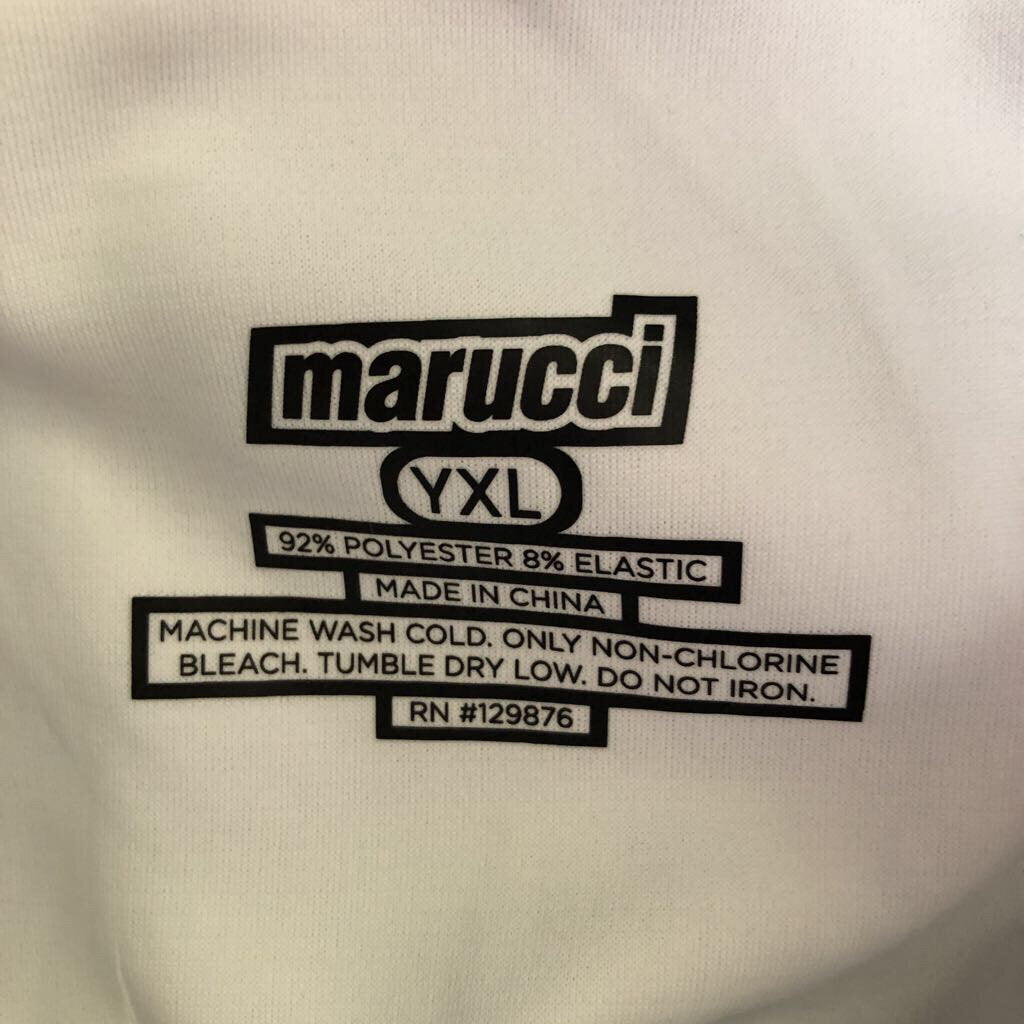 marucci
YXL
92% POLYESTER 8% ELASTIC
MADE IN CHINA
MACHINE WASH COLD. ONLY NON-CHLORINE
BLEACH. TUMBLE DRY LOW. DO NOT IRON.
RN #129876